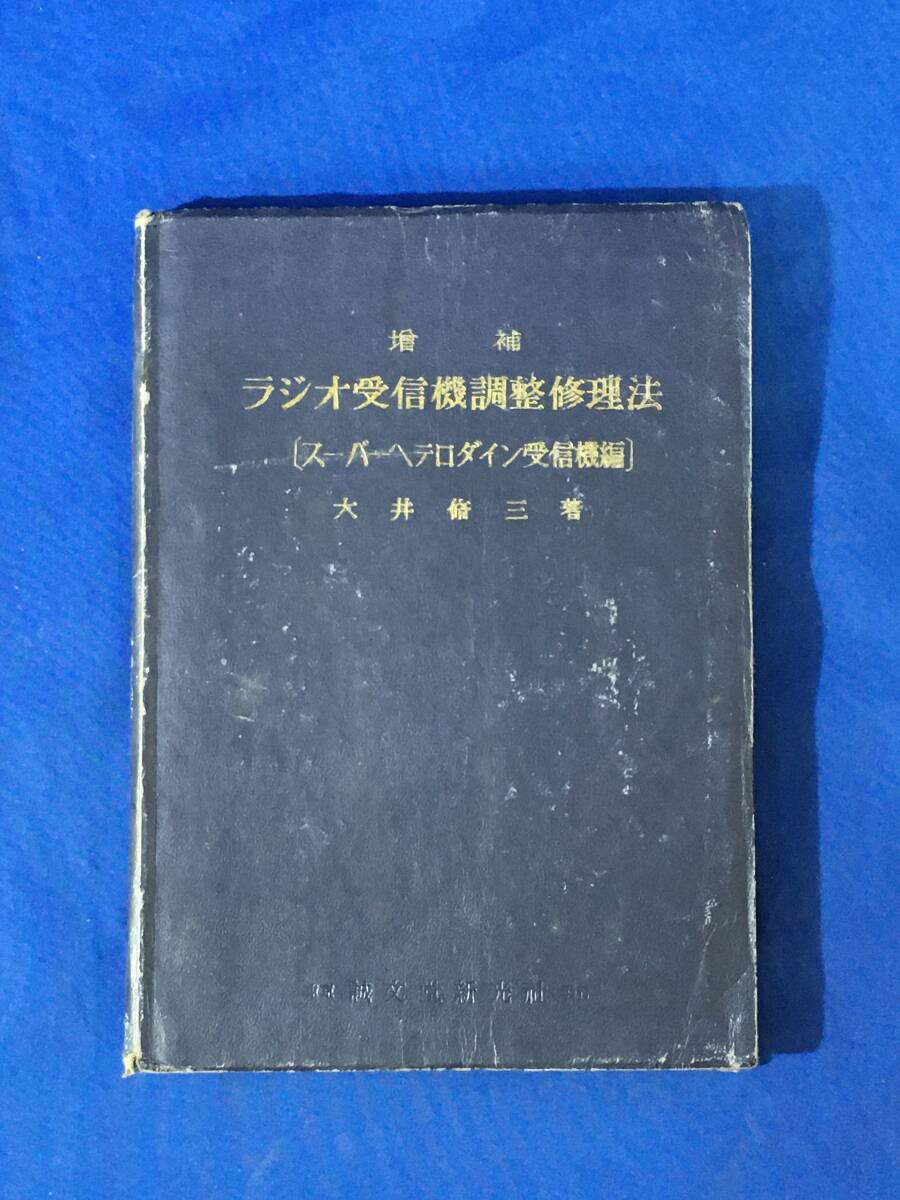 増補
ラジオ受信機調整修理法
〔スーパーヘテロダイン受信機編〕
大井脩三著
誠文堂新光社